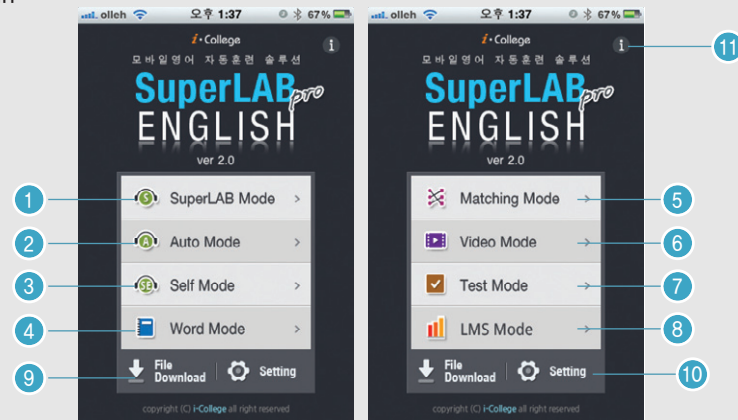 olleh 오후 1:37 67%
i·College
모바일영어 자동훈련 솔루션
SuperLAB pro
ENGLISH
ver 2.0
1 SuperLAB Mode
2 Auto Mode
3 Self Mode
4 Word Mode
9 File Download Setting
copyright (C) i-College all right reserved
olleh 오후 1:37 67%
i·College
11
모바일영어 자동훈련 솔루션
SuperLAB pro
ENGLISH
ver 2.0
Matching Mode 5
Video Mode 6
Test Mode 7
LMS Mode 8
File Download Setting 10
copyright (C) i-College all right reserved